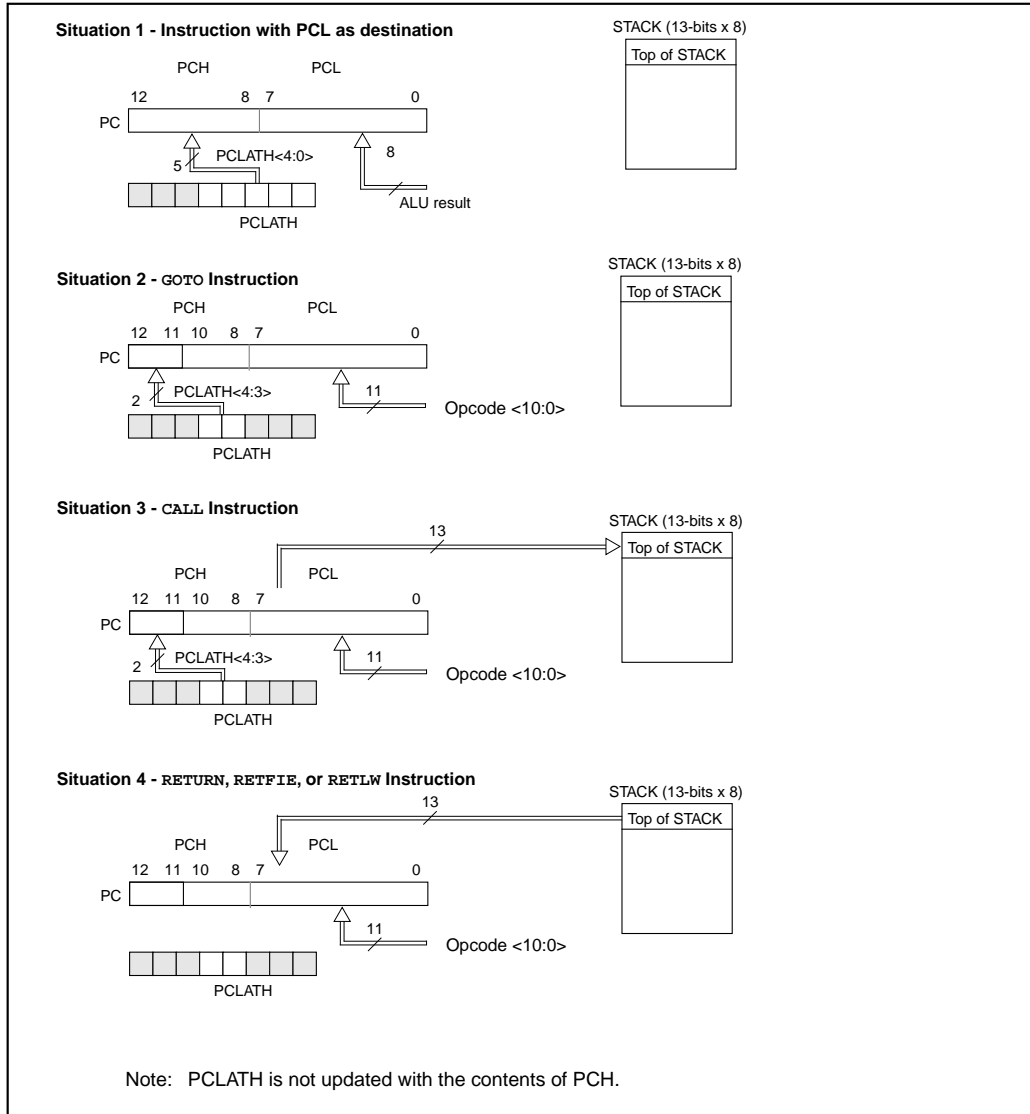 Situation 1 - Instruction with PCL as destination
STACK (13-bits x 8)
Top of STACK
PCH PCL
12 8 7 0
PC
5 PCLATH<4:0> 8
ALU result
PCLATH
Situation 2 - GOTO Instruction
STACK (13-bits x 8)
Top of STACK
PCH PCL
12 11 10 8 7 0
PC
2 PCLATH<4:3> 11
Opcode <10:0>
PCLATH
Situation 3 - CALL Instruction
STACK (13-bits x 8)
13
Top of STACK
PCH PCL
12 11 10 8 7 0
PC
2 PCLATH<4:3> 11
Opcode <10:0>
PCLATH
Situation 4 - RETURN, RETFIE, or RETLW Instruction
STACK (13-bits x 8)
13
Top of STACK
PCH PCL
12 11 10 8 7 0
PC
11
Opcode <10:0>
PCLATH
Note: PCLATH is not updated with the contents of PCH.